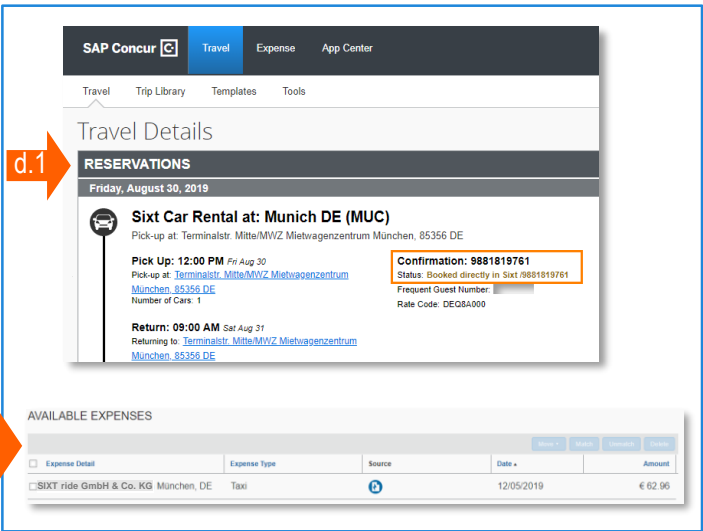 SAP Concur C Travel Expense App Center
Travel Trip Library Templates Tools
Travel Details
d.1
RESERVATIONS
Friday, August 30, 2019
Sixt Car Rental at: Munich DE (MUC)
Pick-up at: Terminalstr. Mitte/MWZ Mietwagenzentrum München, 85356 DE
Pick Up: 12:00 PM Fri Aug 30
Pick-up at: Terminalstr. Mitte/MWZ Mietwagenzentrum
München, 85356 DE
Number of Cars: 1
Confirmation: 9881819761
Status: Booked directly in Sixt /9881819761
Frequent Guest Number:
Rate Code: DEQ8A000
Return: 09:00 AM Sat Aug 31
Returning to: Terminalstr. Mitte/MWZ Mietwagenzentrum
München, 85356 DE
AVAILABLE EXPENSES
Move Match Unmatch Delete
Expense Detail Expense Type Source Date Amount
SIXT ride GmbH & Co. KG München, DE Taxi 12/05/2019 € 62.96